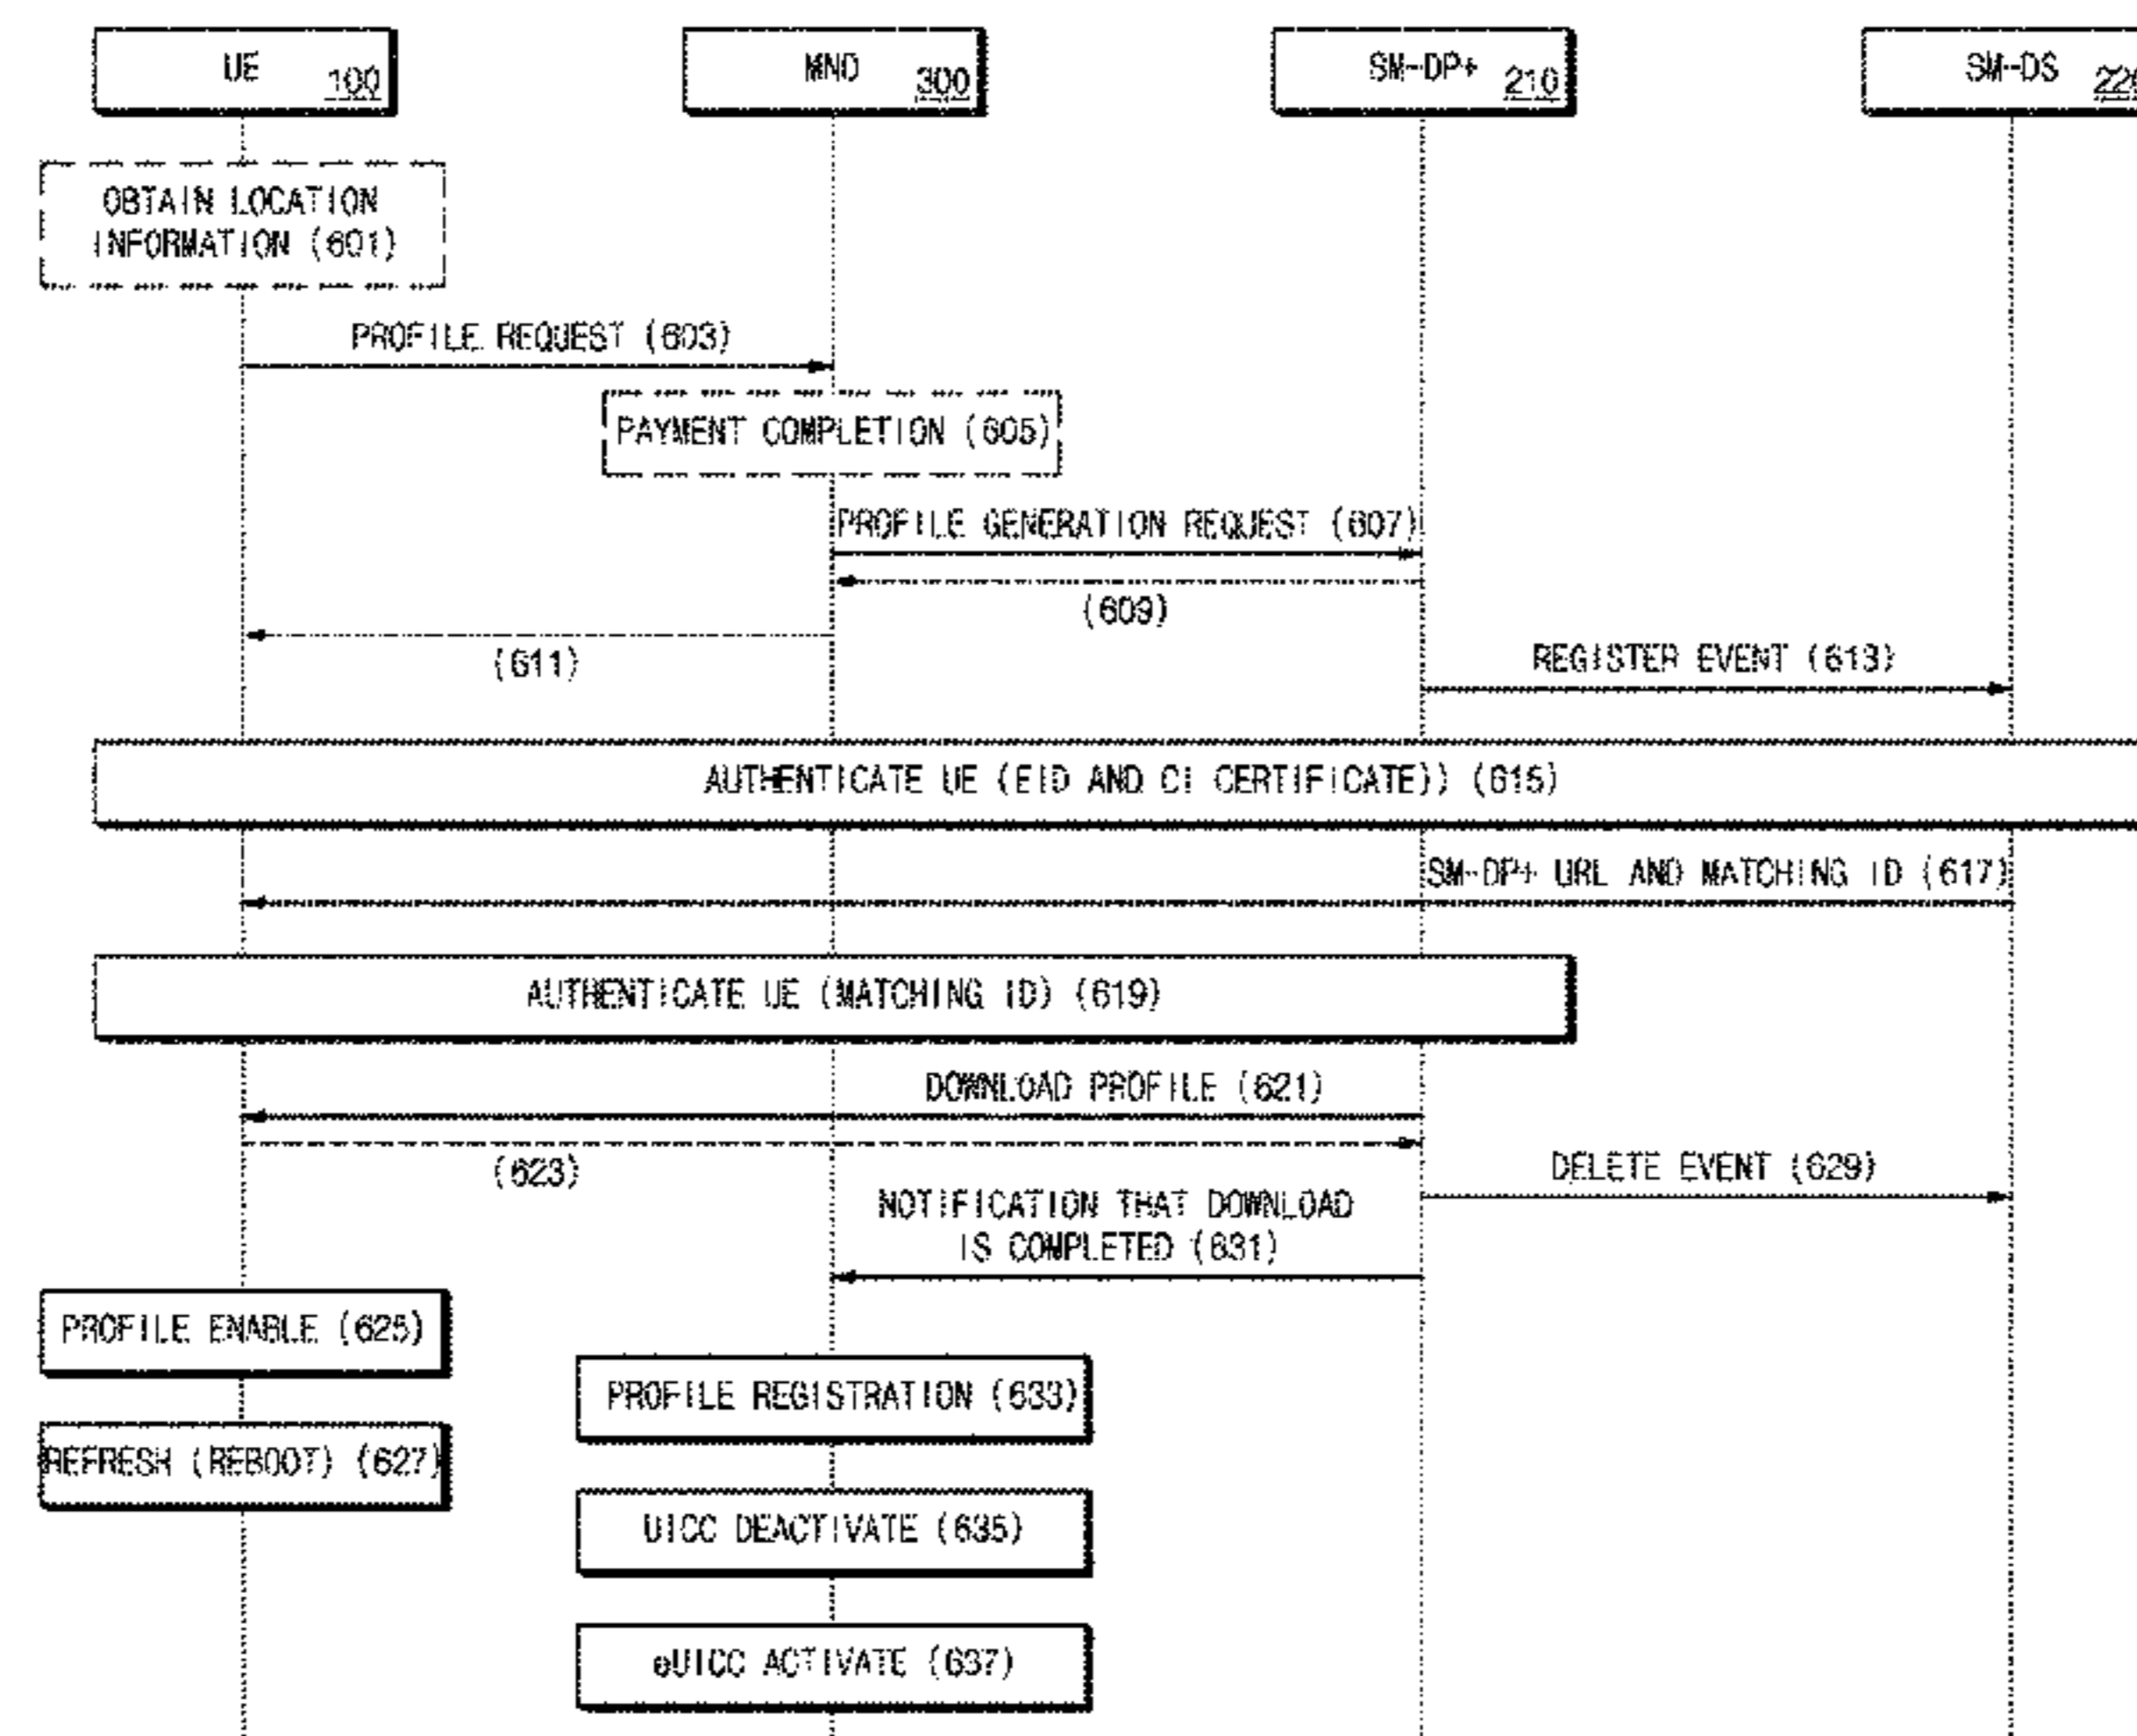 UE 100
MNO 300
SM-DP+ 210
SM-DS
OBTAIN LOCATION
INFORMATION (601)
PROFILE REQUEST (603)
PAYMENT COMPLETION (605)
PROFILE GENERATION REQUEST (607)
(609)
(611)
REGISTER EVENT (613)
AUTHENTICATE UE (EID AND CI CERTIFICATE)) (615)
SM-DP+ URL AND MATCHING ID (617)
AUTHENTICATE UE (MATCHING ID) (619)
DOWNLOAD PROFILE (621)
(623)
DELETE EVENT (629)
NOTIFICATION THAT DOWNLOAD
IS COMPLETED (631)
PROFILE ENABLE (625)
PROFILE REGISTRATION (633)
REFRESH (REBOOT) (627)
UICC DEACTIVATE (635)
eUICC ACTIVATE (637)